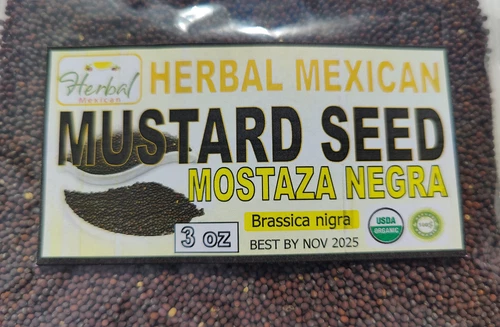 Herbal
Mexican
HERBAL MEXICAN
MUSTARD SEED
MOSTAZA NEGRA
Brassica nigra
3 oz
BEST BY NOV 2025
USDA
ORGANIC